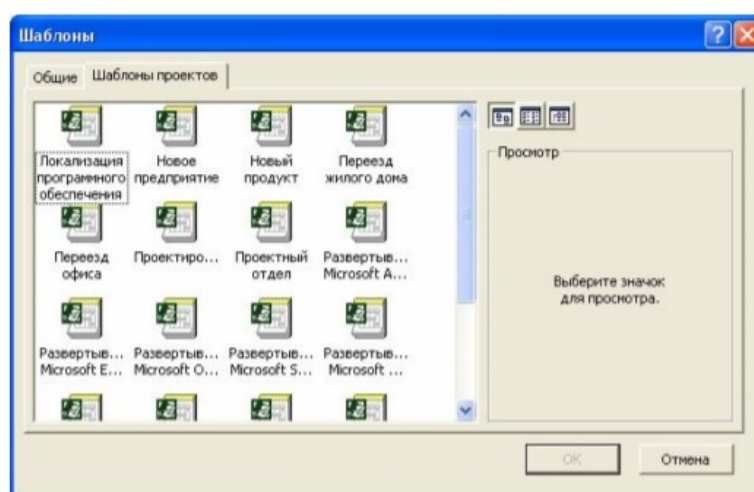 Шаблоны
Общие
Шаблоны проектов
Локализация программного обеспечения
Новое предприятие
Новый продукт
Переезд жилого дома
Переезд офиса
Проектиро...
Проектный отдел
Развертыв... Microsoft A...
Развертыв... Microsoft E...
Развертыв... Microsoft O...
Развертыв... Microsoft S...
Развертыв... Microsoft ...
Просмотр
Выберите значок
для просмотра.
OK
Отмена